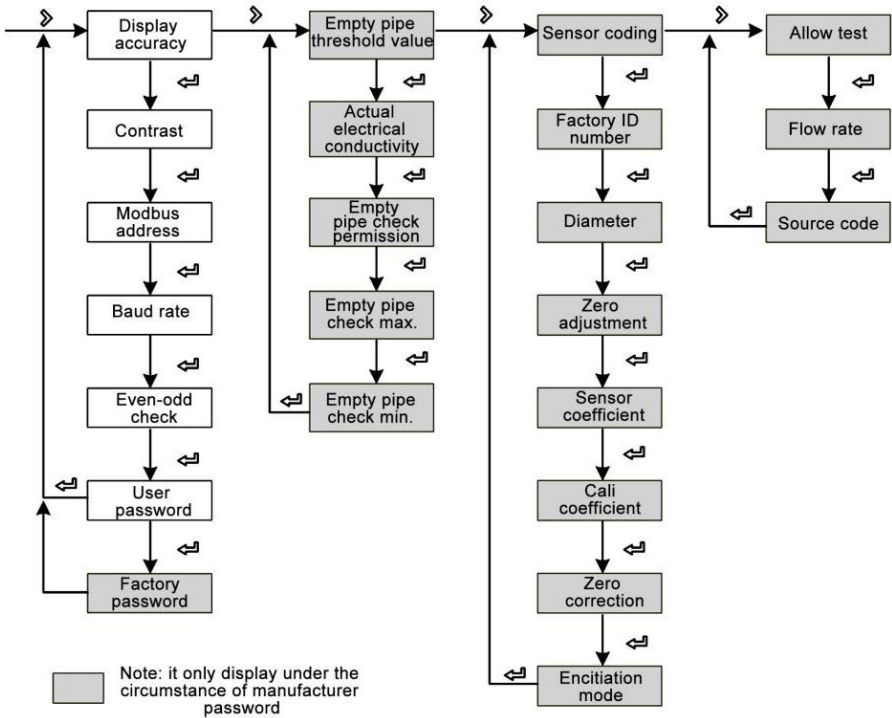 Display
accuracy
Contrast
Modbus
address
Baud rate
Even-odd
check
User
password
Factory
password
Empty pipe
threshold value
Actual
electrical
conductivity
Empty
pipe check
permission
Empty pipe
check max.
Empty pipe
check min.
Sensor coding
Factory ID
number
Diameter
Zero
adjustment
Sensor
coefficient
Cali
coefficient
Zero
correction
Encitiation
mode
Allow test
Flow rate
Source code
Note: it only display under the
circumstance of manufacturer
password